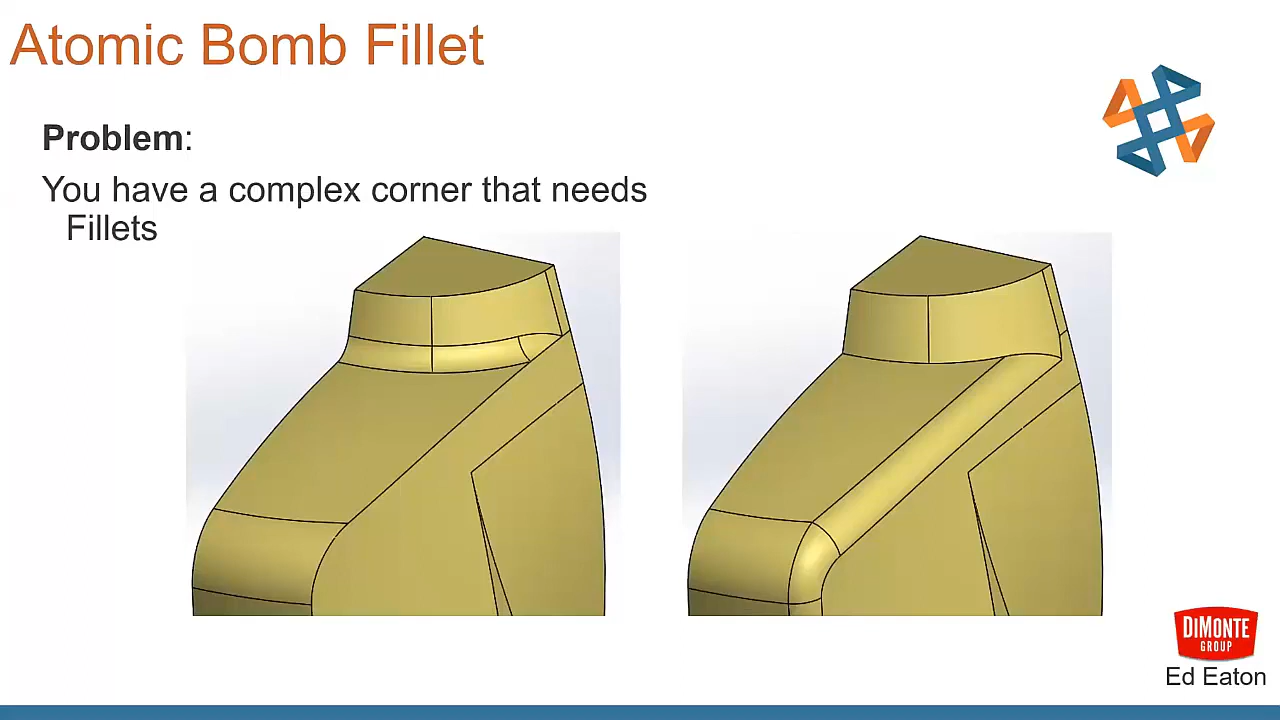 Atomic Bomb Fillet
Problem:
You have a complex corner that needs
Fillets
DIMONTE
GROUP
Ed Eaton